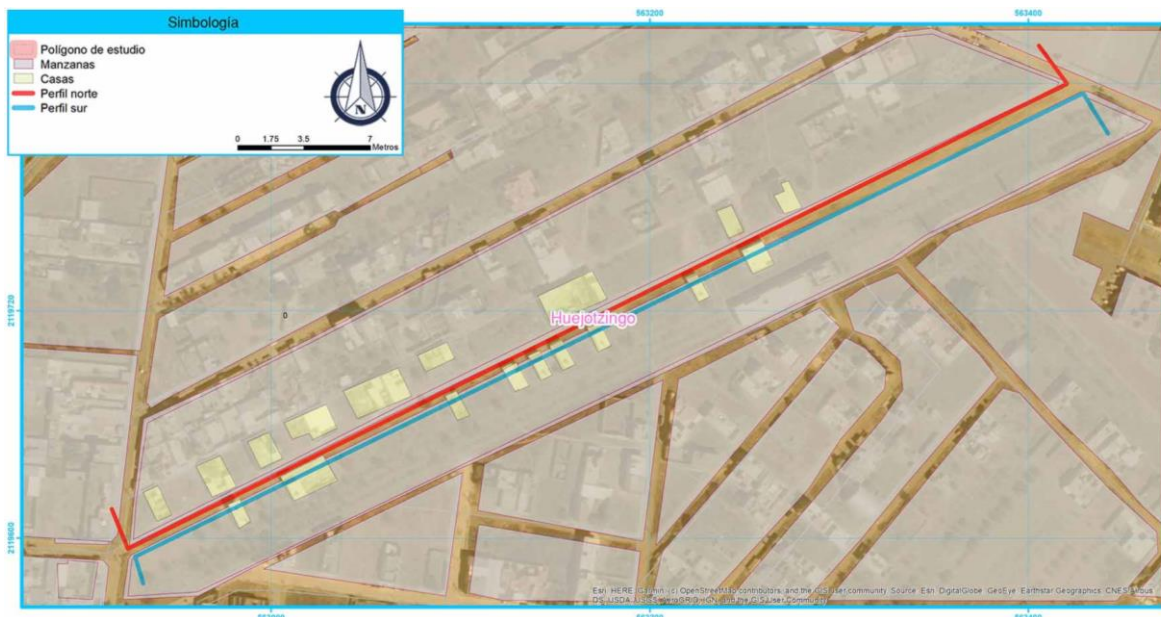 Simbología
Polígono de estudio
Manzanas
Casas
Perfil norte
Perfil sur
N
0 1.75 3.5 7
Metros
563200
563400
2119720
0
Huejotzingo
2119600
563400
Esri, HERE, Garmin, (c) OpenStreetMap contributors, and the GIS user community Source: Esri, DigitalGlobe, GeoEye, Earthstar Geographics, CNES/Airbus